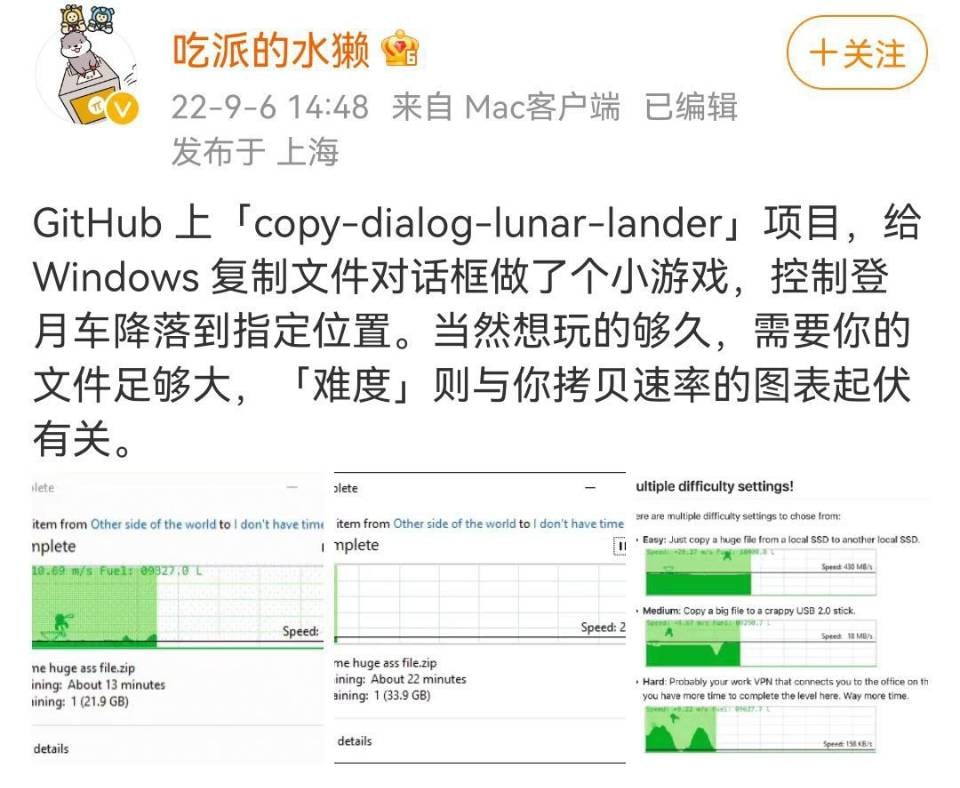 吃派的水獭
+关注
22-9-6 14:48 来自 Mac客户端 已编辑
发布于 上海
GitHub 上「copy-dialog-lunar-lander」项目，给
Windows 复制文件对话框做了个小游戏，控制登
月车降落到指定位置。当然想玩的够久，需要你的
文件足够大，「难度」则与你拷贝速率的图表起伏
有关。
plete
item from Other side of the world to I don't have time
mplete
10.69 m/s Fuel: 09327.0 L
Speed:
me huge ass file.zip
ining: About 13 minutes
aining: 1 (21.9 GB)
details
plete
item from Other side of the world to I don't have time
mplete
Speed: 2
me huge ass file.zip
ining: About 22 minutes
aining: 1 (33.9 GB)
details
ultiple difficulty settings!
ere are multiple difficulty settings to chose from:
• Easy: Just copy a huge file from a local SSD to another local SSD.
Speed: 430 MB/s
• Medium: Copy a big file to a crappy USB 2.0 stick.
Speed: 18 MB/s
• Hard: Probably your work VPN that connects you to the office on th
you have more time to complete the level here. Way more time.
Speed: 158 KB/s